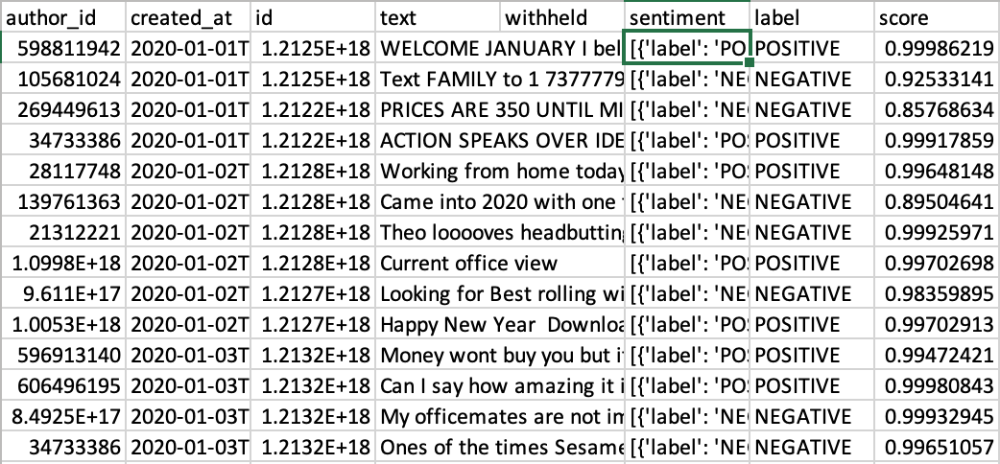 author_id created_at id text withheld sentiment label score
598811942 2020-01-01T 1.2125E+18 WELCOME JANUARY I bel [{'label': 'PO POSITIVE 0.99986219
105681024 2020-01-01T 1.2125E+18 Text FAMILY to 1 7377779 [{'label': 'NE NEGATIVE 0.92533141
269449613 2020-01-01T 1.2122E+18 PRICES ARE 350 UNTIL MI [{'label': 'NE NEGATIVE 0.85768634
34733386 2020-01-01T 1.2122E+18 ACTION SPEAKS OVER IDE [{'label': 'PO POSITIVE 0.99917859
28117748 2020-01-02T 1.2128E+18 Working from home today [{'label': 'PO POSITIVE 0.99648148
139761363 2020-01-02T 1.2128E+18 Came into 2020 with one [{'label': 'NE NEGATIVE 0.89504641
21312221 2020-01-02T 1.2128E+18 Theo looooves headbutting [{'label': 'NE NEGATIVE 0.99925971
1.0998E+18 2020-01-02T 1.2128E+18 Current office view [{'label': 'PO POSITIVE 0.99702698
9.611E+17 2020-01-02T 1.2127E+18 Looking for Best rolling wi [{'label': 'NE NEGATIVE 0.98359895
1.0053E+18 2020-01-02T 1.2127E+18 Happy New Year Downloa [{'label': 'PO POSITIVE 0.99702913
596913140 2020-01-03T 1.2132E+18 Money wont buy you but i [{'label': 'PO POSITIVE 0.99472421
606496195 2020-01-03T 1.2132E+18 Can I say how amazing it i [{'label': 'PO POSITIVE 0.99980843
8.4925E+17 2020-01-03T 1.2132E+18 My officemates are not im [{'label': 'NE NEGATIVE 0.99932945
34733386 2020-01-03T 1.2132E+18 Ones of the times Sesame [{'label': 'NE NEGATIVE 0.99651057